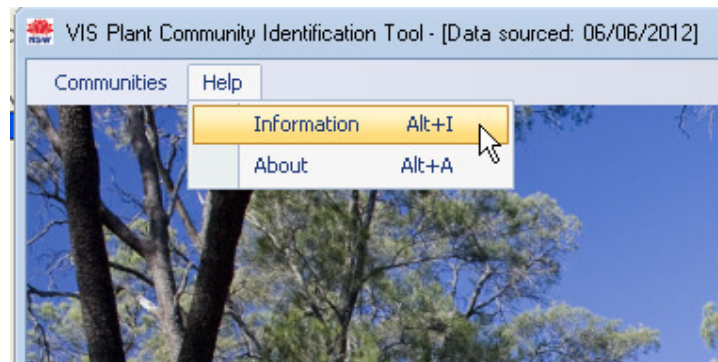 VIS Plant Community Identification Tool - [Data sourced: 06/06/2012]
Communities Help
Information Alt+I
About Alt+A